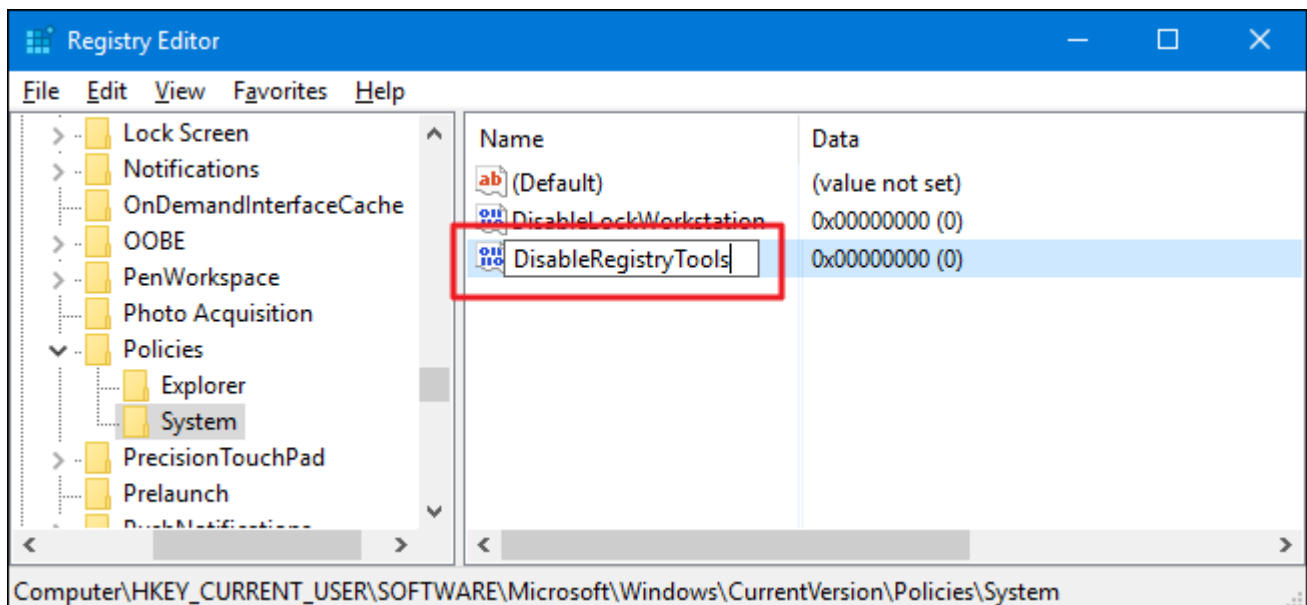 Registry Editor
File Edit View Favorites Help
Lock Screen
Notifications
OnDemandInterfaceCache
OOBE
PenWorkspace
Photo Acquisition
Policies
Explorer
System
PrecisionTouchPad
Prelaunch
PushNotifications
Name Data
ab (Default) (value not set)
DisableLockWorkstation 0x00000000 (0)
DisableRegistryTools 0x00000000 (0)
Computer\HKEY_CURRENT_USER\SOFTWARE\Microsoft\Windows\CurrentVersion\Policies\System